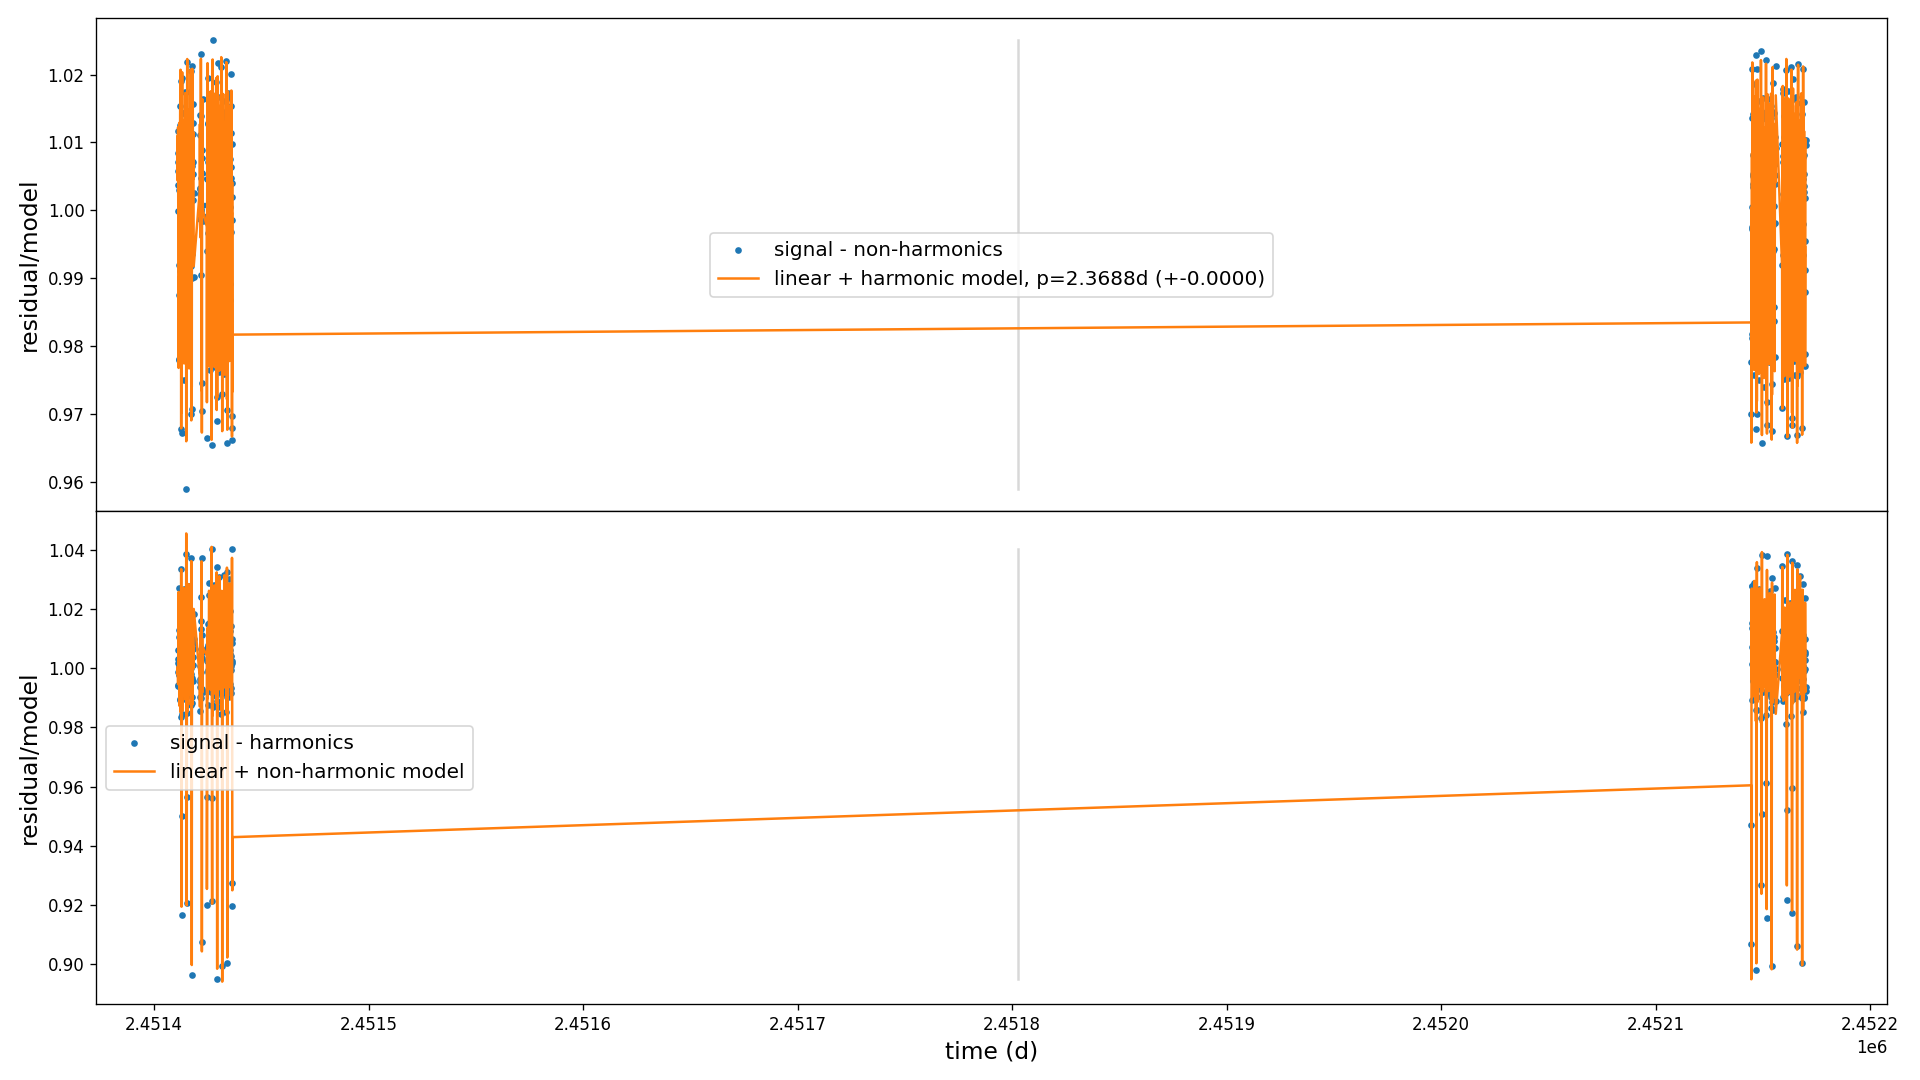 residual/model
1.02
1.01
1.00
0.99
0.98
0.97
0.96
signal - non-harmonics
linear + harmonic model, p=2.3688d (+-0.0000)
residual/model
1.04
1.02
1.00
0.98
0.96
0.94
0.92
0.90
signal - harmonics
linear + non-harmonic model
2.4514 2.4515 2.4516 2.4517 2.4518 2.4519 2.4520 2.4521 2.4522
1e6
time (d)